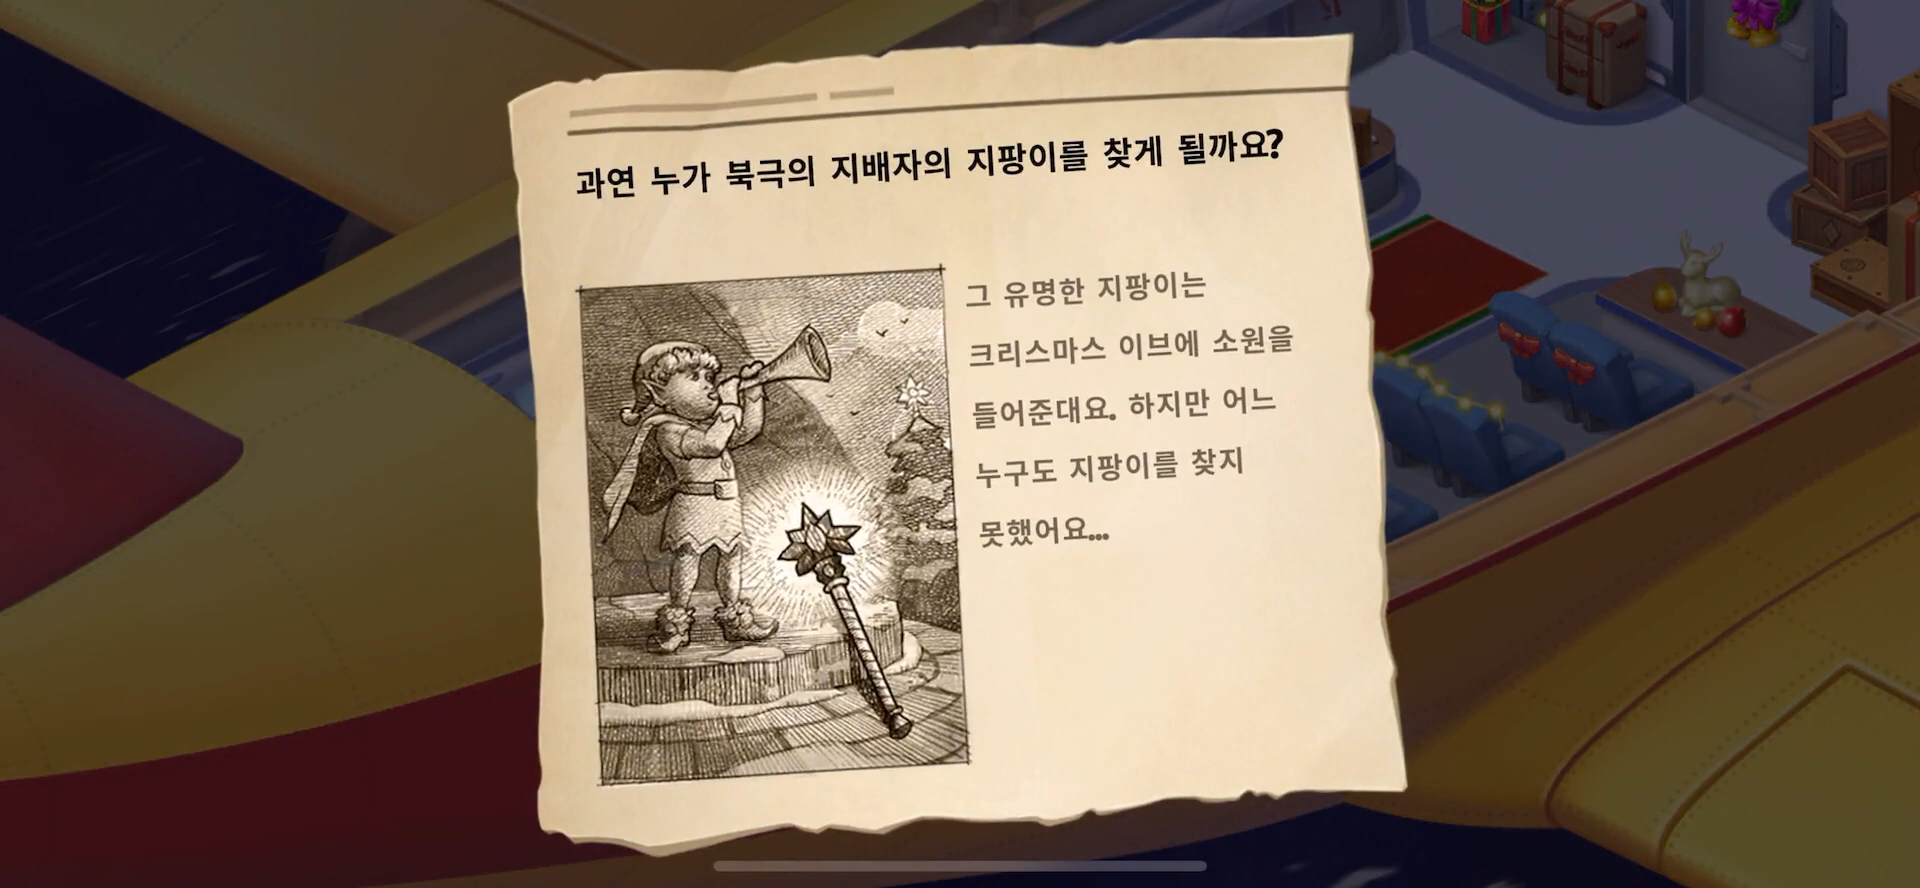 과연 누가 북극의 지배자의 지팡이를 찾게 될까요?
그 유명한 지팡이는
크리스마스 이브에 소원을
들어준대요. 하지만 어느
누구도 지팡이를 찾지
못했어요...